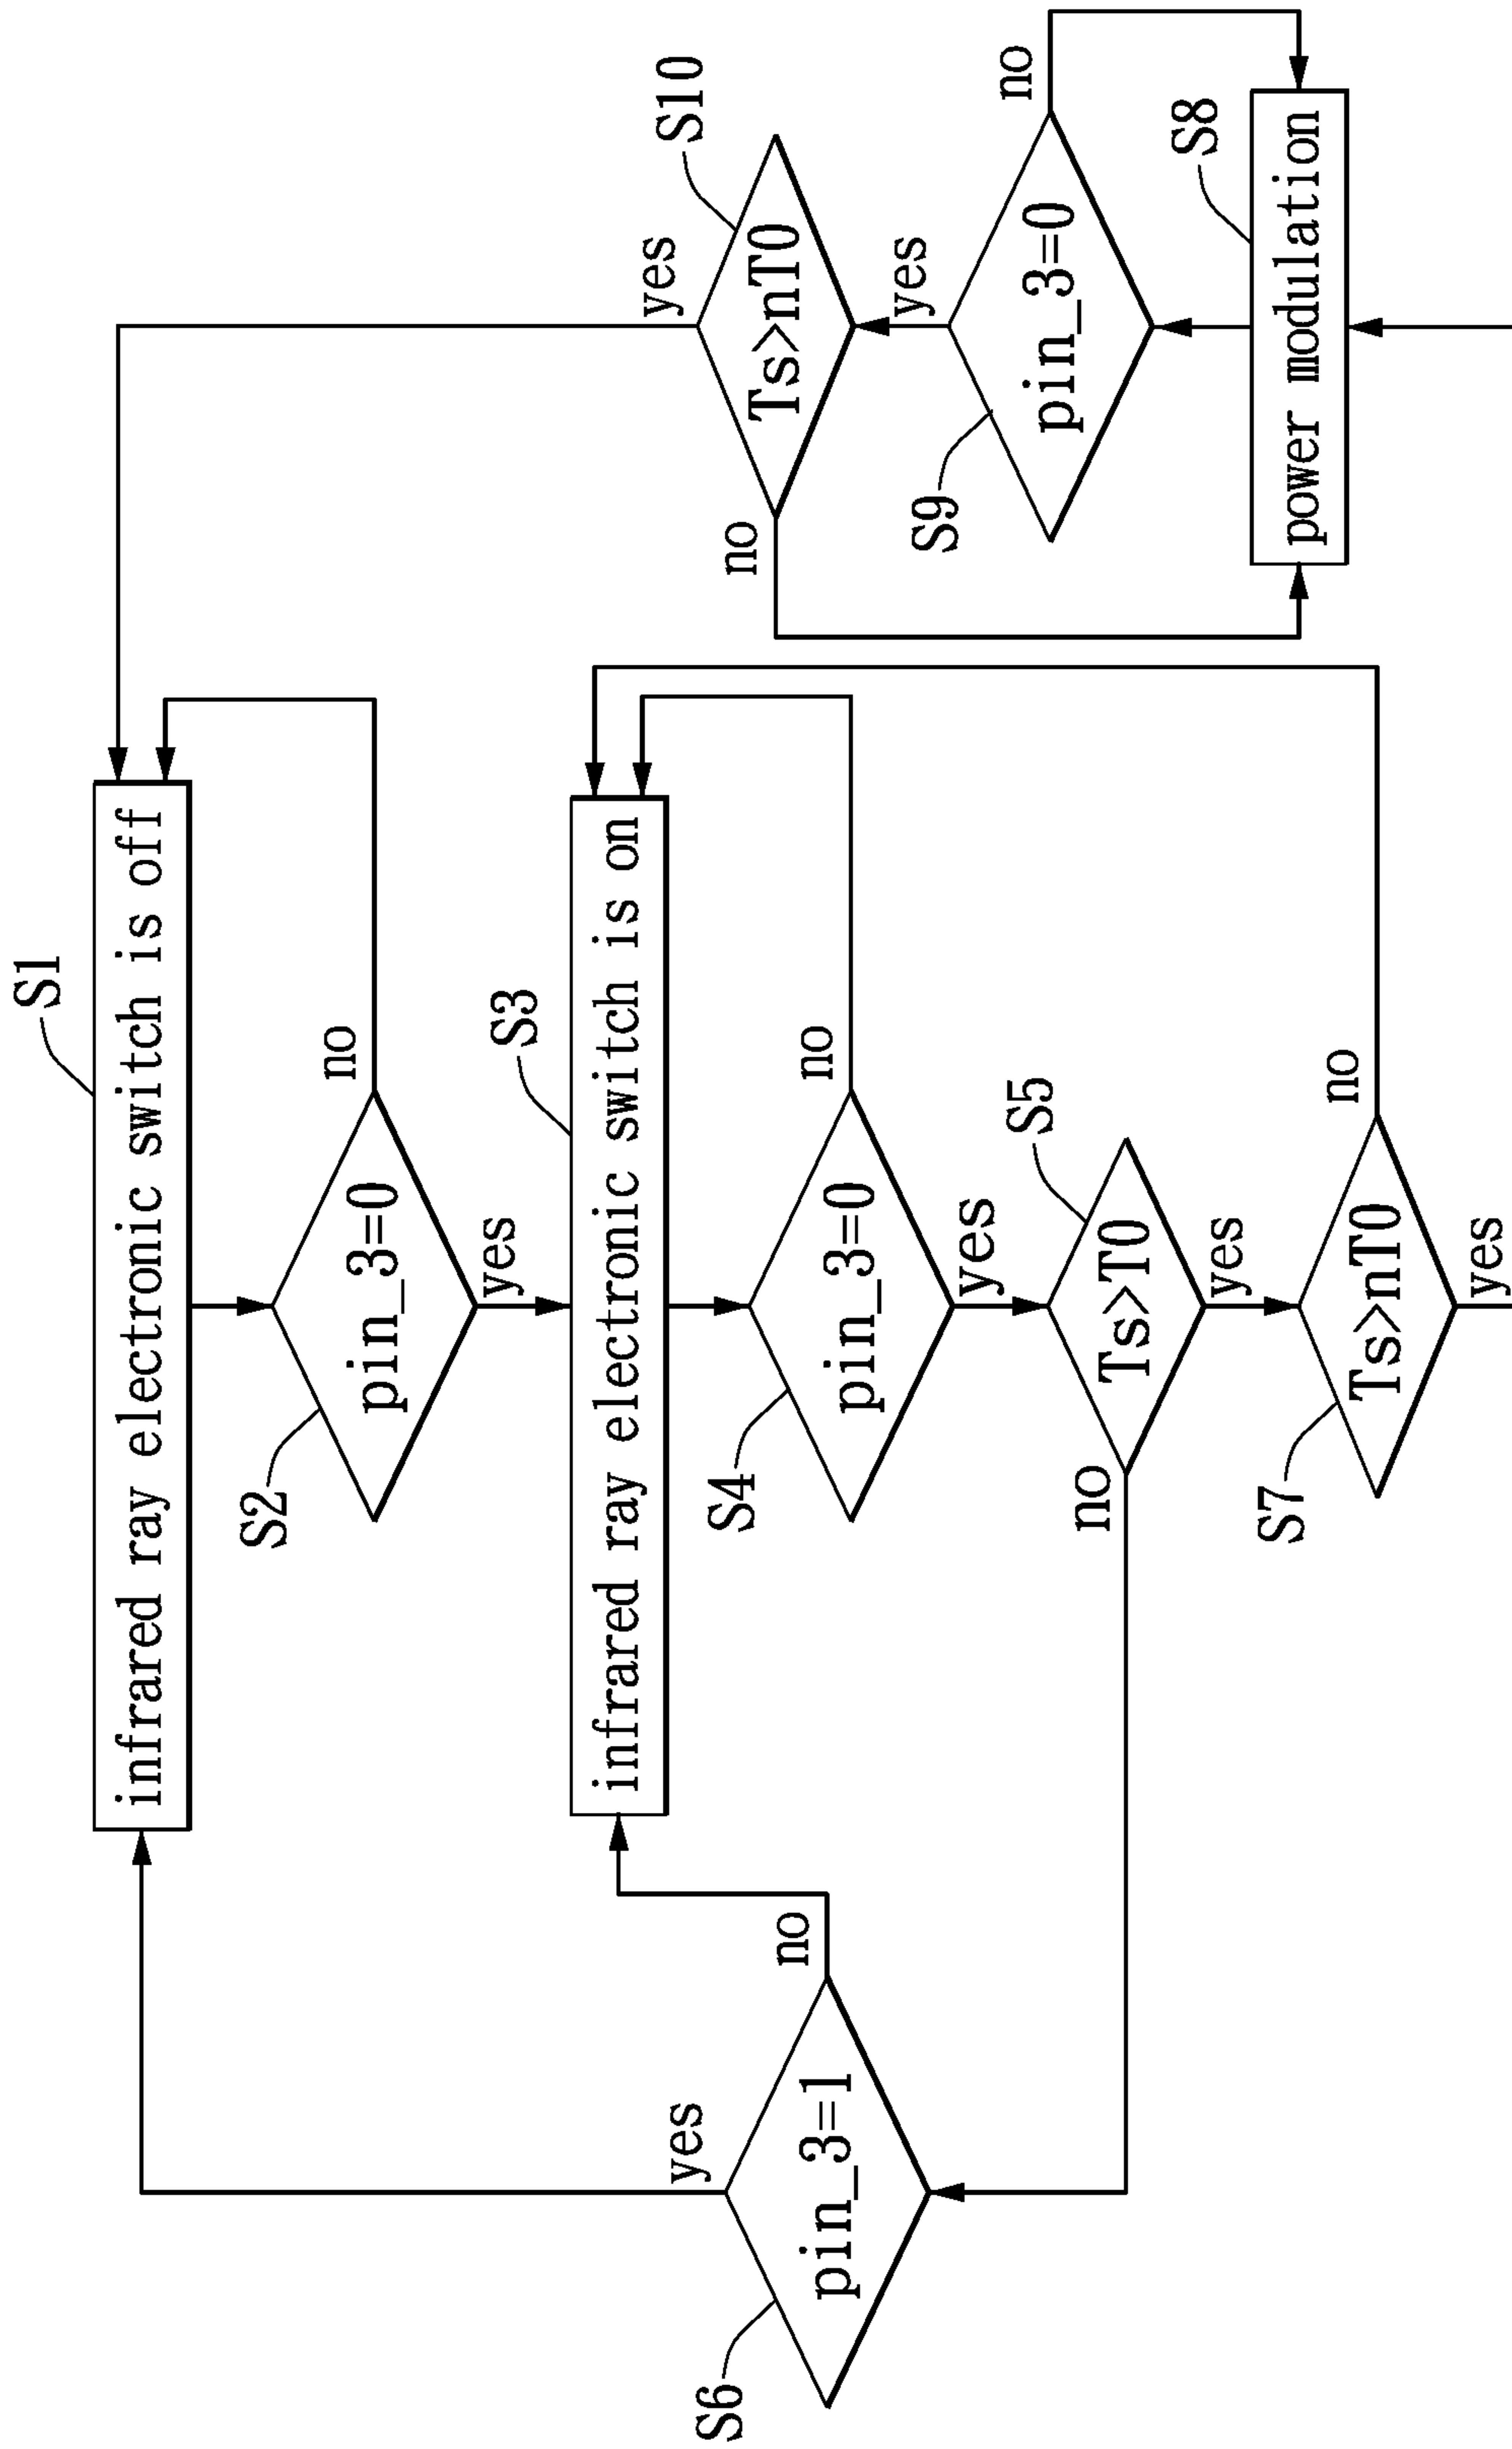 S1
infrared ray electronic switch is off
S2
pin_3=0
no
yes
S3
infrared ray electronic switch is on
S4
pin_3=0
no
yes
S5
Ts>T0
no
yes
S6
pin_3=1
yes
no
S7
Ts>nT0
no
yes
S10
Ts>nT0
yes
no
S9
pin_3=0
yes
no
S8
power modulation